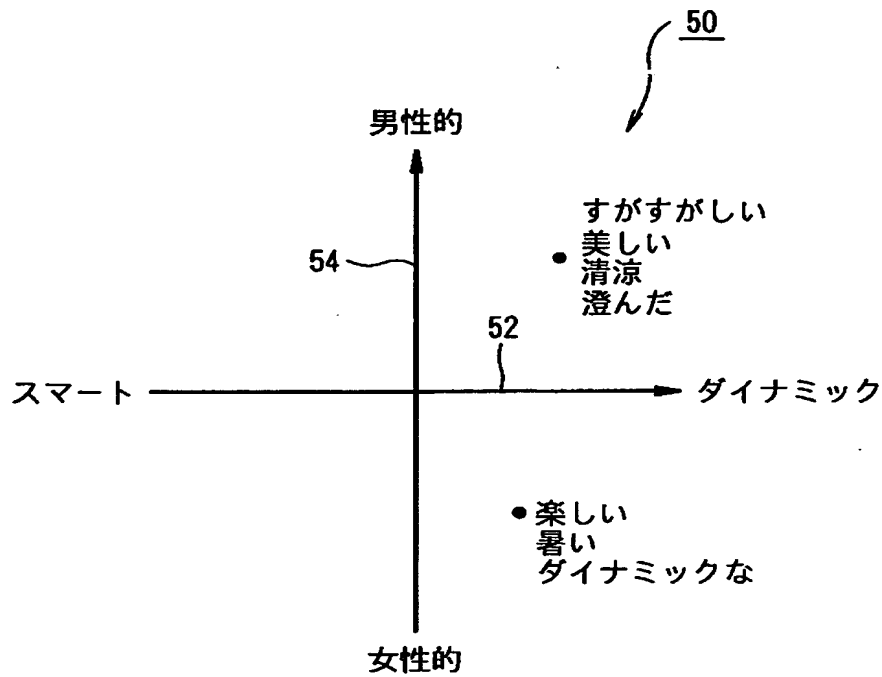 50
男性的
すがすがしい
美しい
清涼
澄んだ
54
52
スマート
ダイナミック
楽しい
暑い
ダイナミックな
女性的